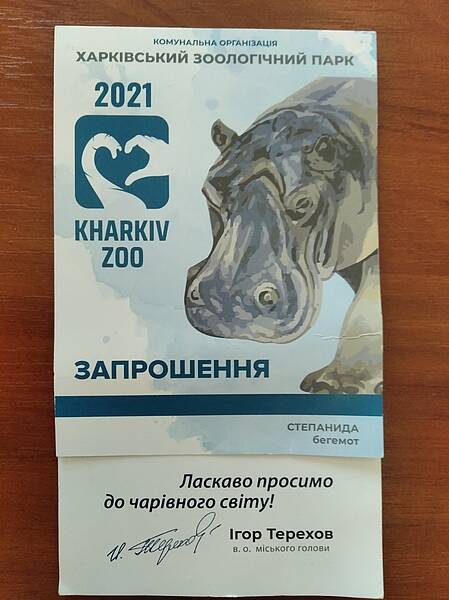 КОМУНАЛЬНА ОРГАНІЗАЦІЯ
ХАРКІВСЬКИЙ ЗООЛОГІЧНИЙ ПАРК
2021
KHARKIV
ZOO
ЗАПРОШЕННЯ
СТЕПАНИДА
бегемот
Ласкаво просимо
до чарівного світу!
И. Терехов
Ігор Терехов
в. о. міського голови